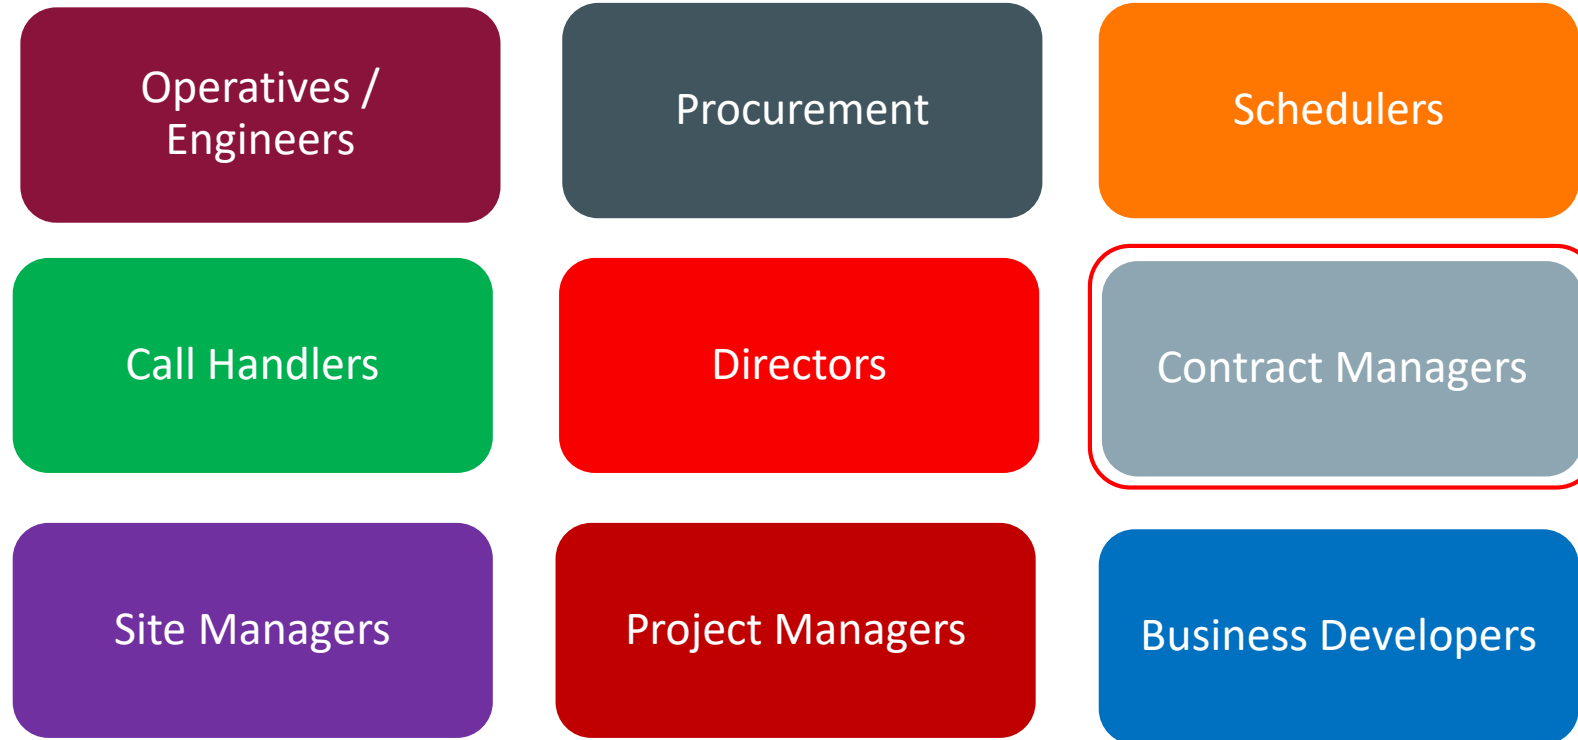 Operatives /
Engineers
Procurement
Schedulers
Call Handlers
Directors
Contract Managers
Site Managers
Project Managers
Business Developers